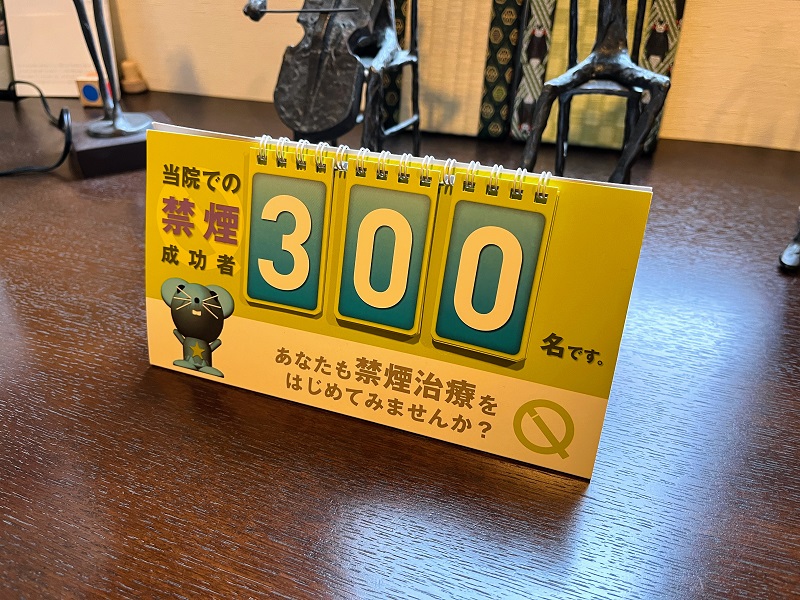 当院での
禁煙
成功者
300
名です。
あなたも禁煙治療を
はじめてみませんか？